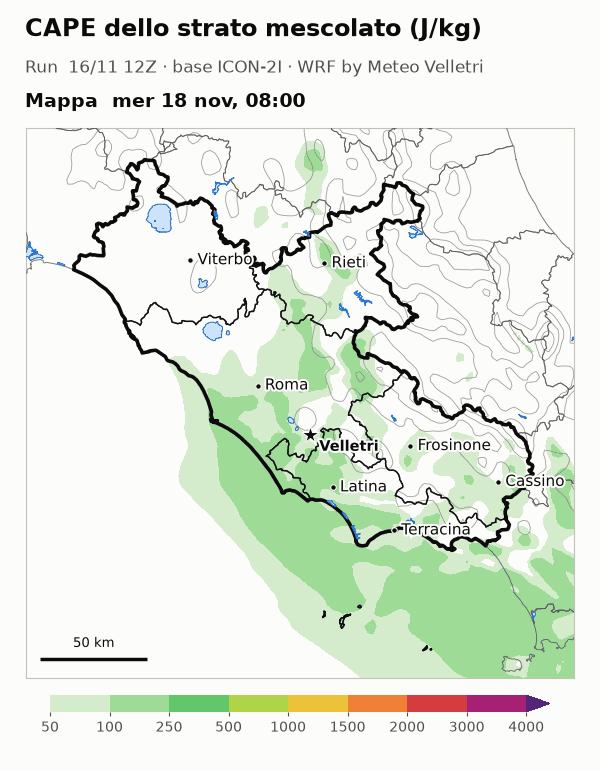 CAPE dello strato mescolato (J/kg)
Run  16/11 12Z · base ICON-2I · WRF by Meteo Velletri
Mappa  mer 18 nov, 08:00
Viterbo
Rieti
Roma
Velletri
Frosinone
Cassino
Latina
Terracina
50 km
50 100 250 500 1000 1500 2000 3000 4000